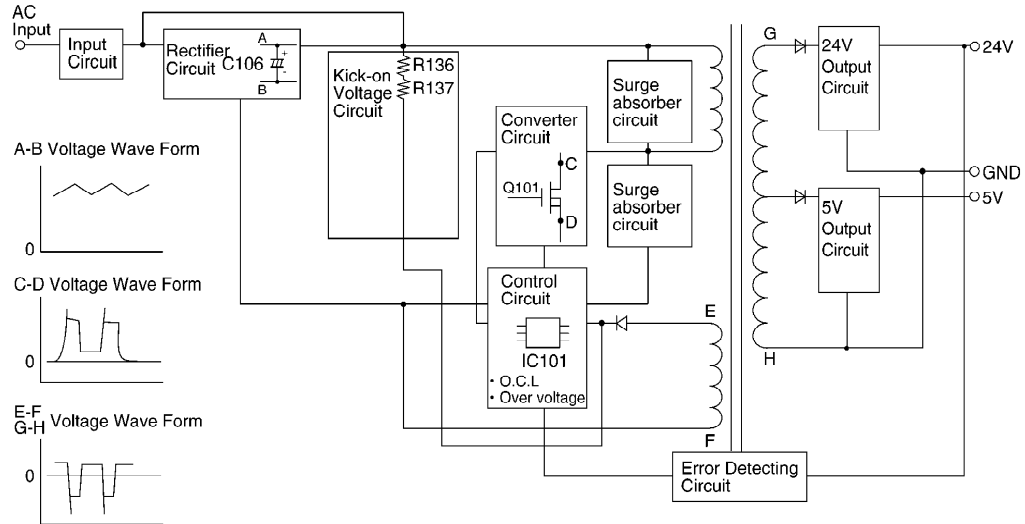 AC
Input
Input
Circuit
Rectifier
Circuit
C106
A
+
-
B
Kick-on
Voltage
Circuit
R136
R137
Converter
Circuit
C
Q101
D
Surge
absorber
circuit
Surge
absorber
circuit
Control
Circuit
IC101
• O.C.L
• Over voltage
E
F
G
H
24V
Output
Circuit
5V
Output
Circuit
24V
GND
5V
Error Detecting
Circuit
A-B Voltage Wave Form
0
C-D Voltage Wave Form
0
E-F
G-H Voltage Wave Form
0